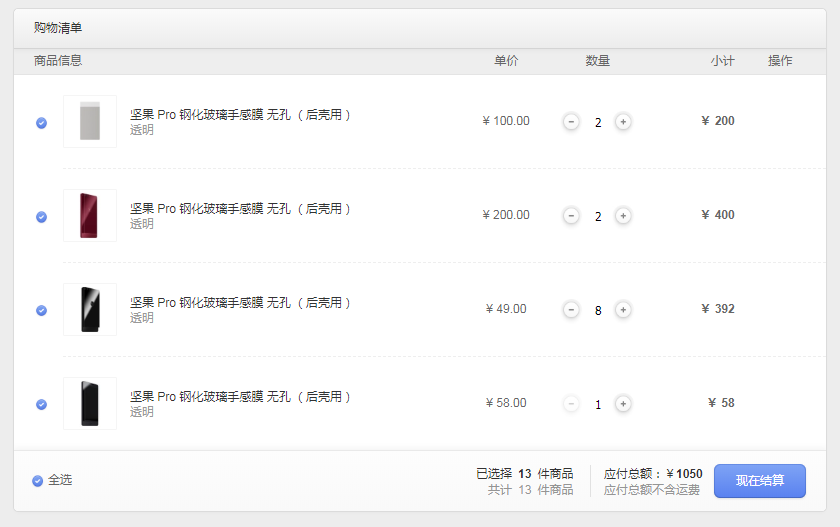 购物清单
商品信息 单价 数量 小计 操作
坚果 Pro 钢化玻璃手感膜 无孔 （后壳用）
透明
¥ 100.00 − 2 + ¥ 200
坚果 Pro 钢化玻璃手感膜 无孔 （后壳用）
透明
¥ 200.00 − 2 + ¥ 400
坚果 Pro 钢化玻璃手感膜 无孔 （后壳用）
透明
¥ 49.00 − 8 + ¥ 392
坚果 Pro 钢化玻璃手感膜 无孔 （后壳用）
透明
¥ 58.00 − 1 + ¥ 58
全选
已选择 13 件商品
共计 13 件商品
应付总额：¥1050
应付总额不含运费
现在结算